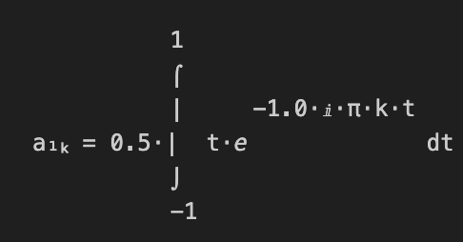 1
⌠
⎮ -1.0⋅ⅈ⋅π⋅k⋅t
a₁ₖ = 0.5⋅⎮ t⋅ℯ dt
⌡
-1